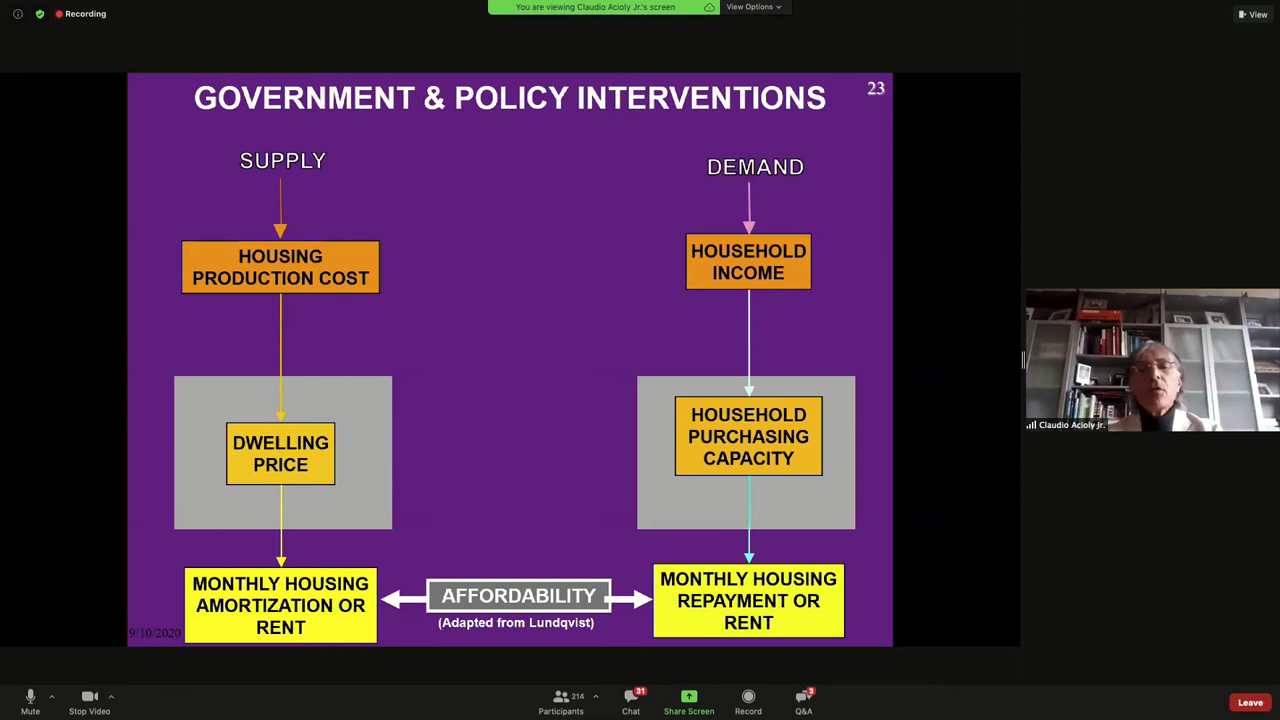 Recording
You are viewing Claudio Acioly Jr.'s screen
View Options
View
GOVERNMENT & POLICY INTERVENTIONS
23
SUPPLY
DEMAND
HOUSING
PRODUCTION COST
HOUSEHOLD
INCOME
DWELLING
PRICE
HOUSEHOLD
PURCHASING
CAPACITY
MONTHLY HOUSING
AMORTIZATION OR
RENT
AFFORDABILITY
(Adapted from Lundqvist)
MONTHLY HOUSING
REPAYMENT OR
RENT
9/10/2020
Claudio Acioly Jr.
Mute
Stop Video
214
Participants
31
Chat
Share Screen
Record
3
Q&A
Leave